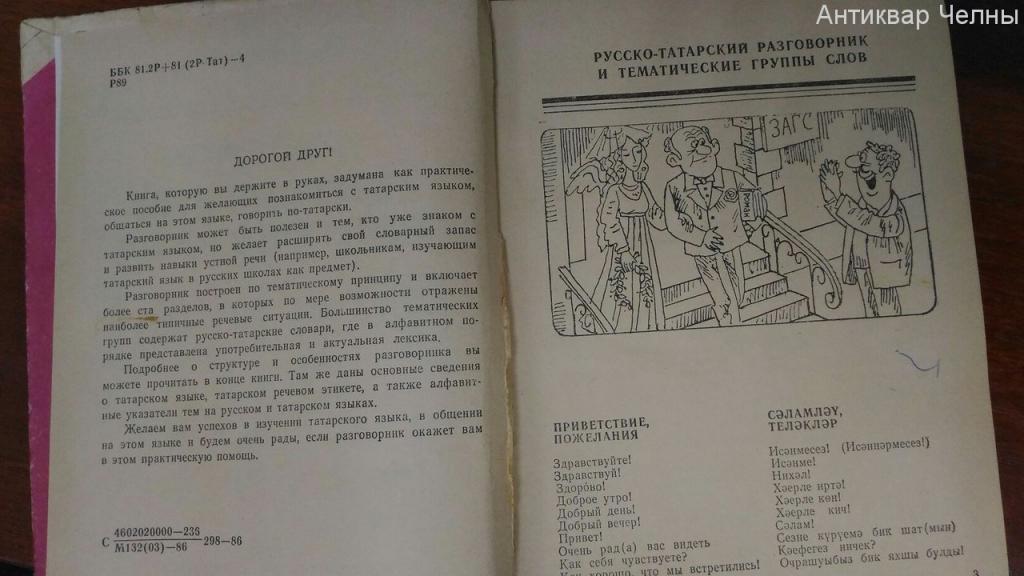 Антиквар Челны
ББК 81.2Р+81 (2Р-Тат)—4
Р89
ДОРОГОЙ ДРУГ!
Книга, которую вы держите в руках, задумана как практиче-
ское пособие для желающих познакомиться с татарским языком,
общаться на этом языке, говорить по-татарски.
Разговорник может быть полезен и тем, кто уже знаком с
татарским языком, но желает расширять свой словарный запас
и развить навыки устной речи (например, школьникам, изучающим
татарский язык в русских школах как предмет).
Разговорник построен по тематическому принципу и включает
более ста разделов, в которых по мере возможности отражены
наиболее типичные речевые ситуации. Большинство тематических
групп содержат русско-татарские словари, где в алфавитном по-
рядке представлена употребительная и актуальная лексика.
Подробнее о структуре и особенностях разговорника вы
можете прочитать в конце книги. Там же даны основные сведения
о татарском языке, татарском речевом этикете, а также алфавит-
ные указатели тем на русском и татарском языках.
Желаем вам успехов в изучении татарского языка, в общении
на этом языке и будем очень рады, если разговорник окажет вам
в этом практическую помощь.
4602020000—236
С 298—86
М132(03)—86
РУССКО-ТАТАРСКИЙ РАЗГОВОРНИК
И ТЕМАТИЧЕСКИЕ ГРУППЫ СЛОВ
ЗАГС
ПРИВЕТСТВИЕ,
ПОЖЕЛАНИЯ
Здравствуйте!
Здравствуй!
Здоро́во!
Доброе утро!
Добрый день!
Добрый вечер!
Привет!
Очень рад(а) вас видеть
Как себя чувствуете?
Как хорошо, что мы встретились!
СӘЛАМЛӘҮ,
ТЕЛӘКЛӘР
Исәнмесез! (Исәннәрмесез!)
Исәнме!
Нихәл!
Хәерле иртә!
Хәерле көн!
Хәерле кич!
Сәлам!
Сезне күрүемә бик шат(мын)
Кәефегез ничек?
Очрашуыбыз бик яхшы булды!
3